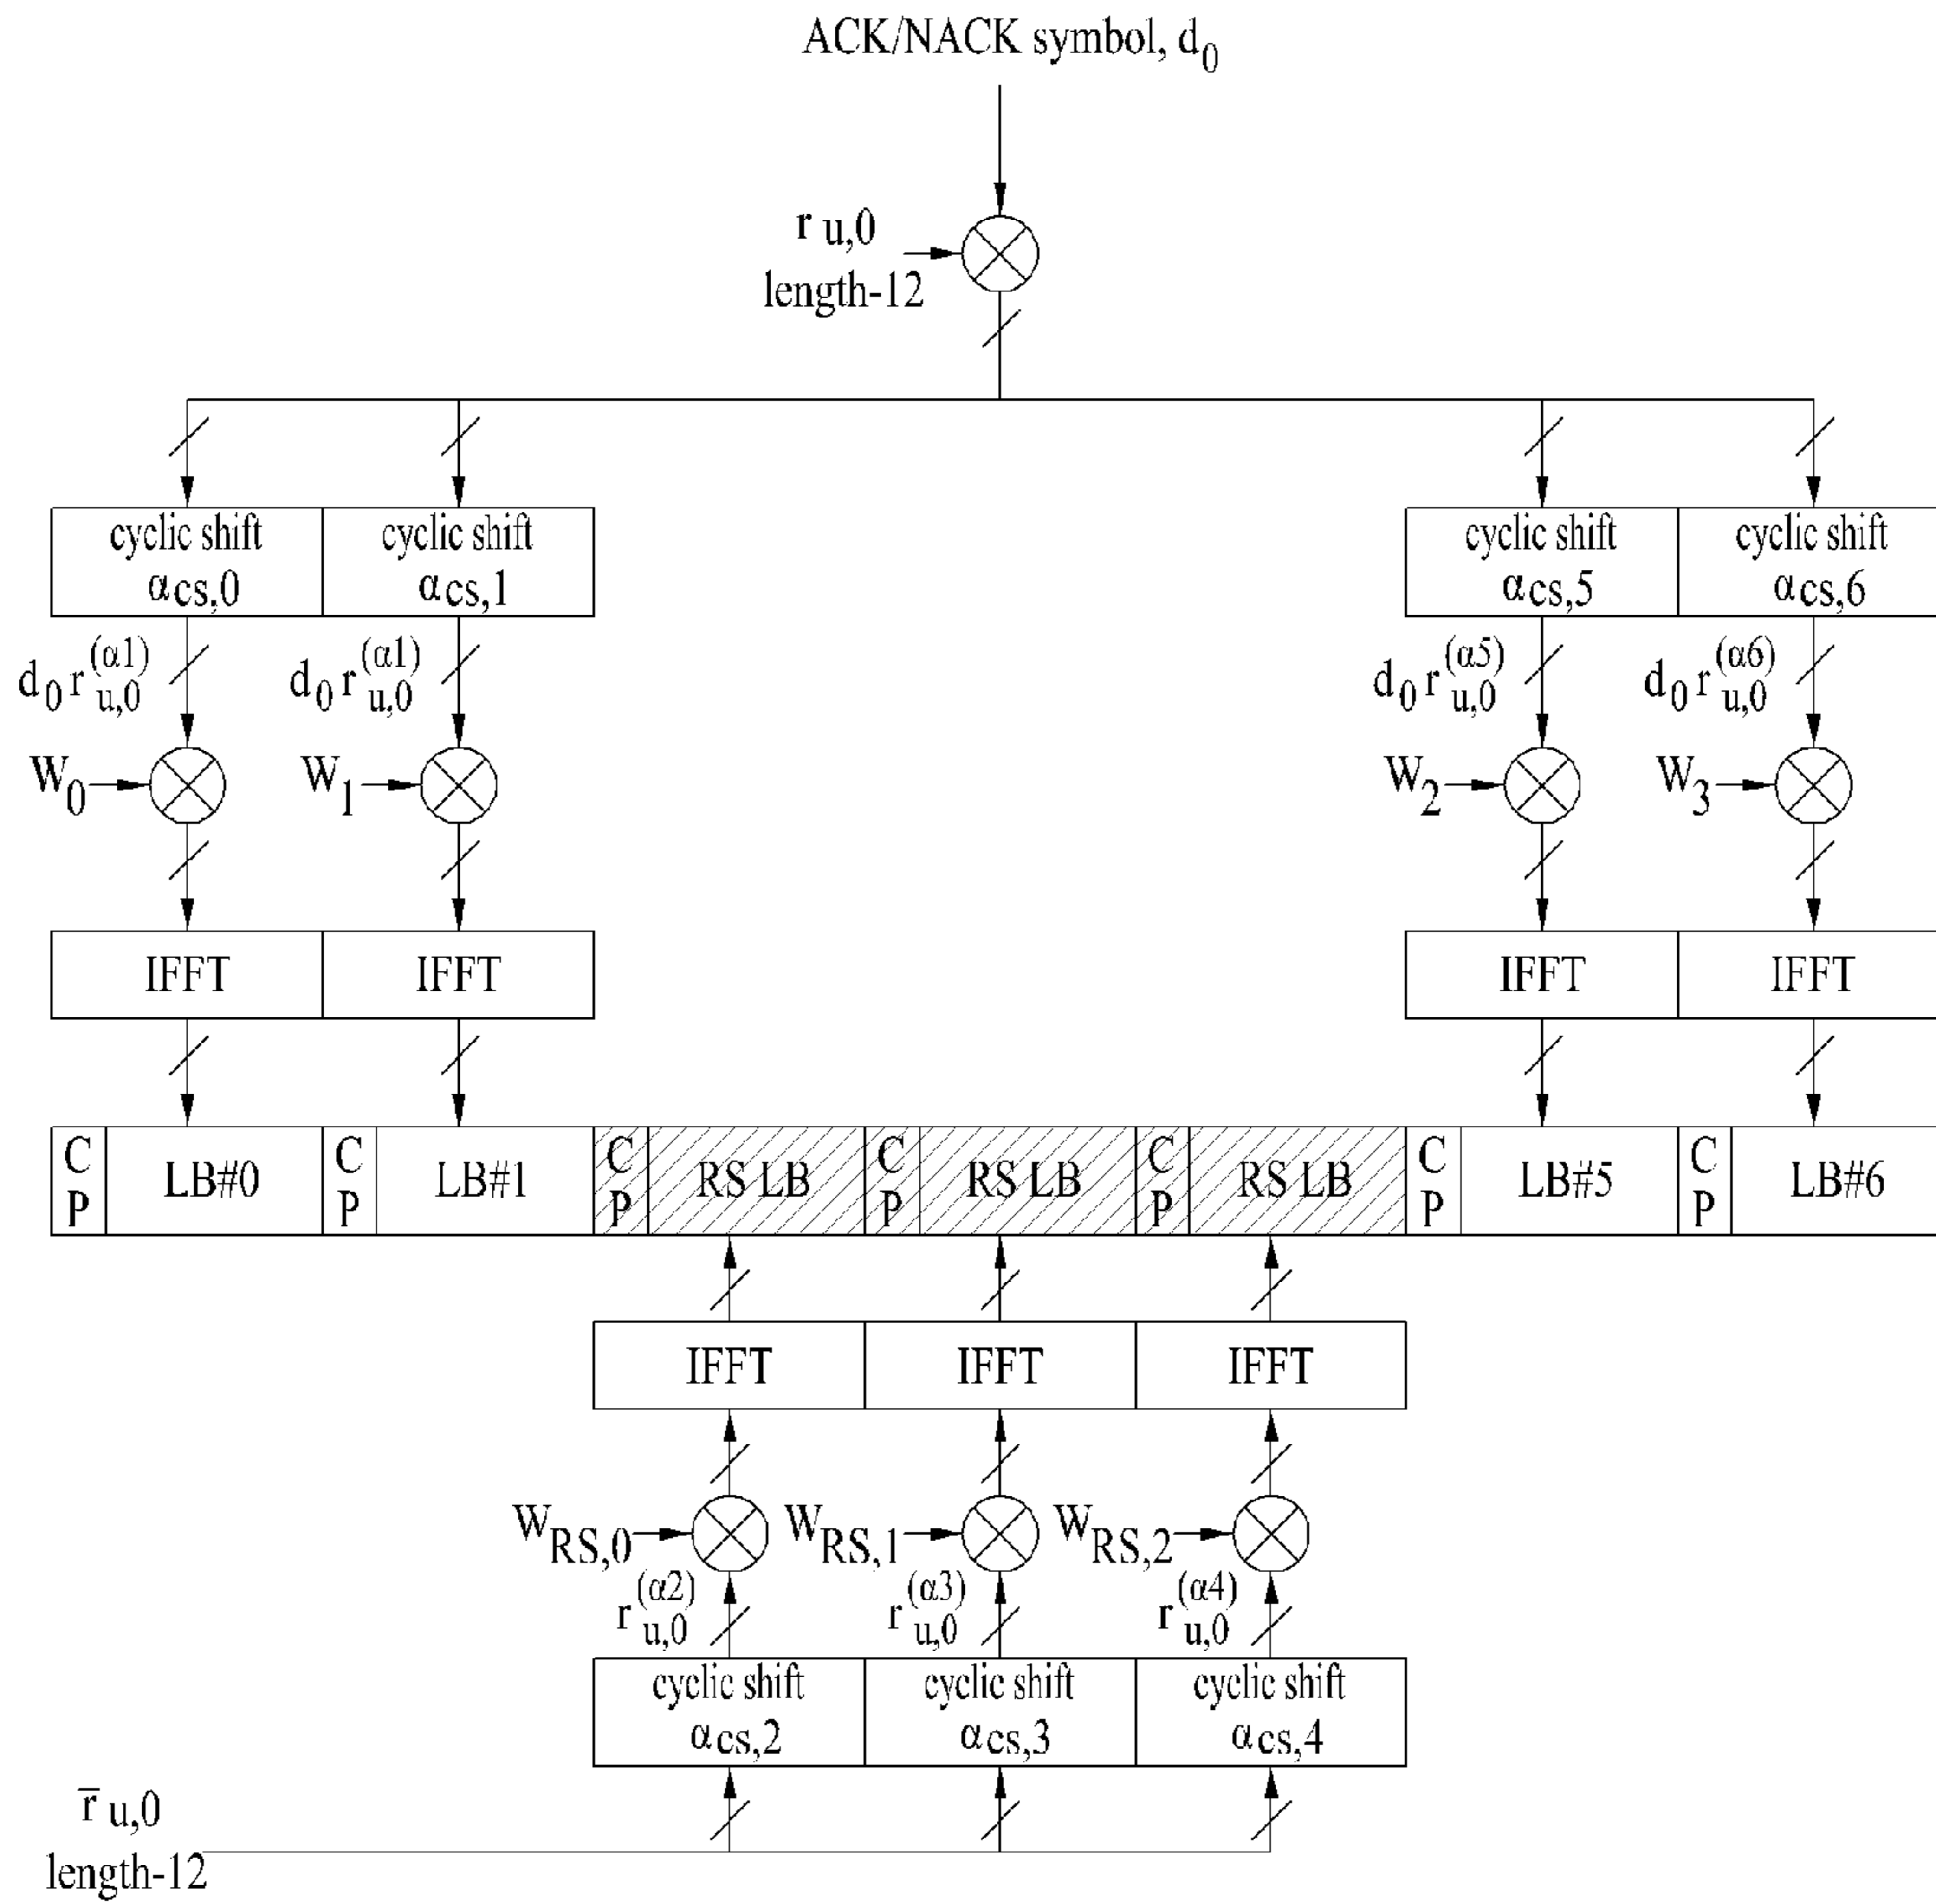 ACK/NACK symbol, d0
r u,0
length-12
cyclic shift αcs,0
cyclic shift αcs,1
cyclic shift αcs,5
cyclic shift αcs,6
d0 r u,0 (α1)
d0 r u,0 (α1)
d0 r u,0 (α5)
d0 r u,0 (α6)
W0
W1
W2
W3
IFFT
IFFT
IFFT
IFFT
CP LB#0 CP LB#1 CP RS LB CP RS LB CP RS LB CP LB#5 CP LB#6
IFFT
IFFT
IFFT
WRS,0
WRS,1
WRS,2
r u,0 (α2)
r u,0 (α3)
r u,0 (α4)
cyclic shift αcs,2
cyclic shift αcs,3
cyclic shift αcs,4
r̅ u,0
length-12